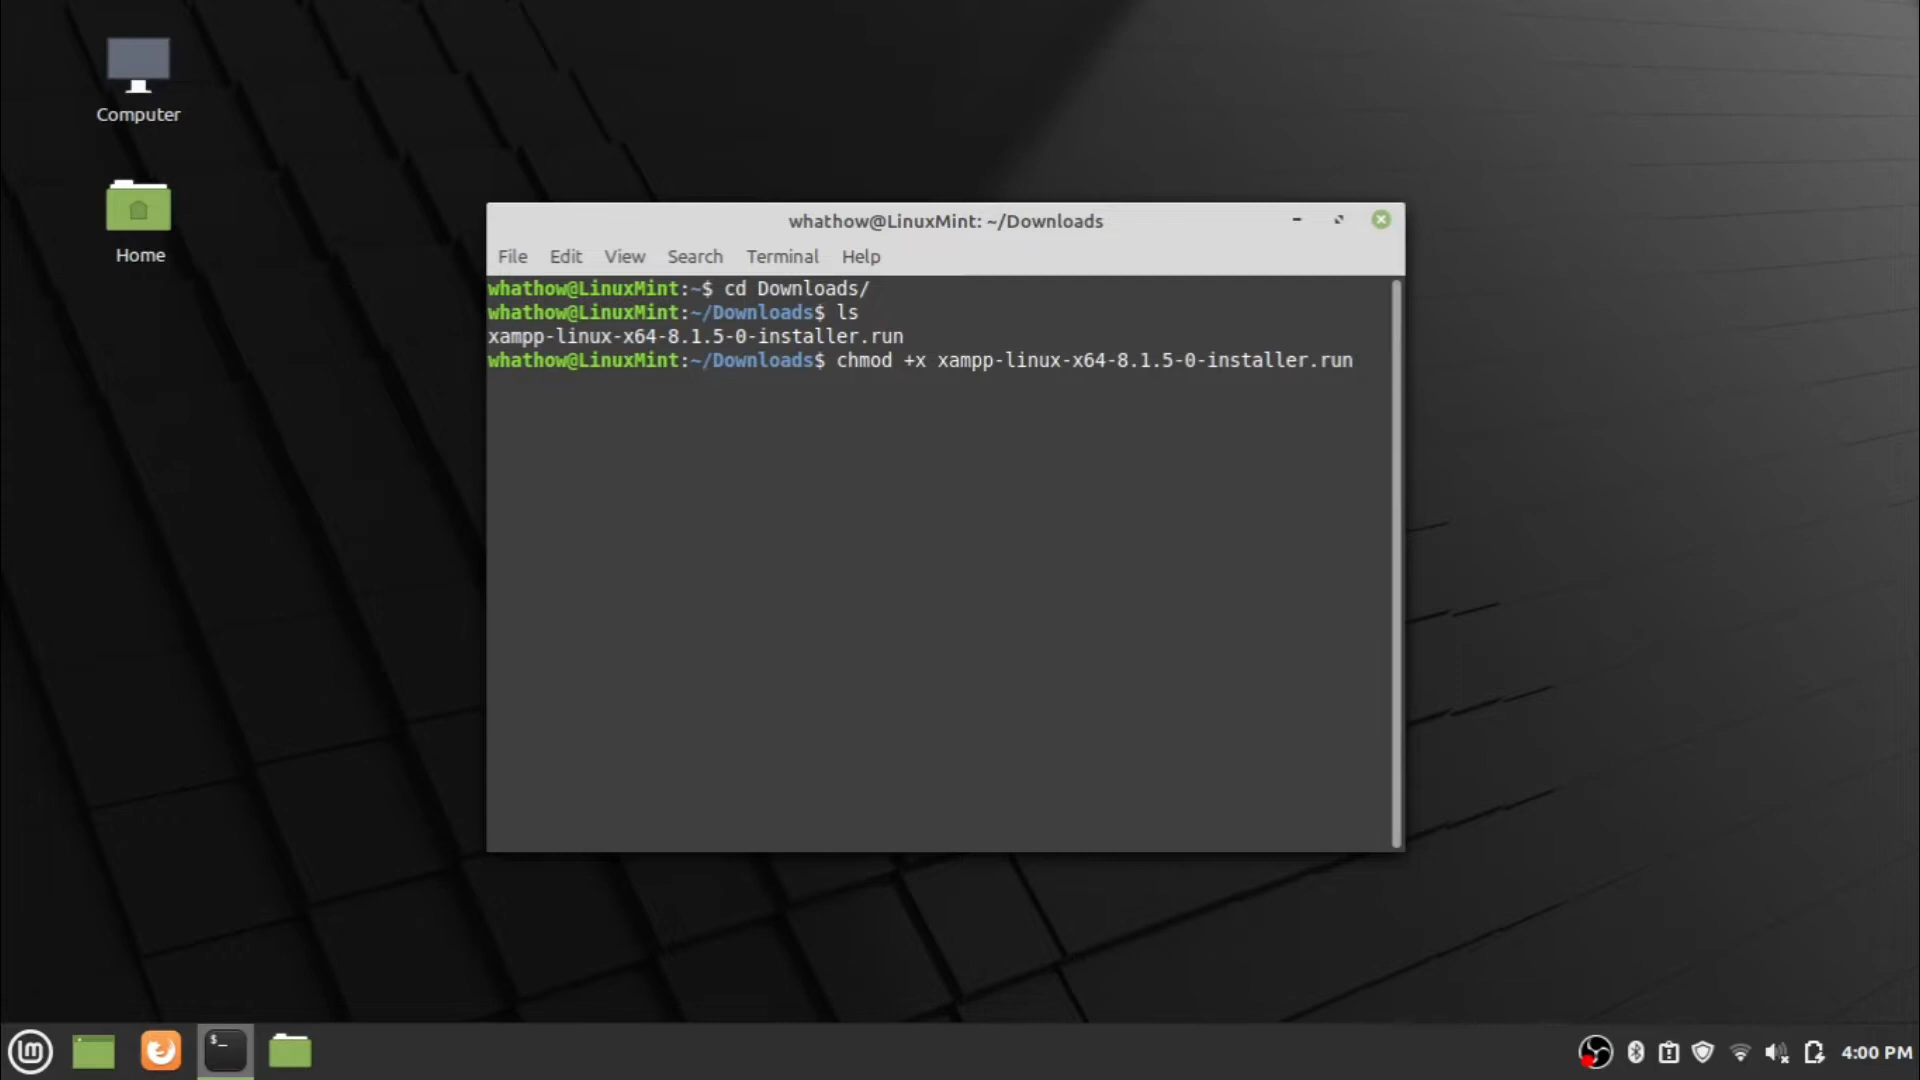 Computer
Home
whathow@LinuxMint: ~/Downloads
File Edit View Search Terminal Help
whathow@LinuxMint:~$ cd Downloads/
whathow@LinuxMint:~/Downloads$ ls
xampp-linux-x64-8.1.5-0-installer.run
whathow@LinuxMint:~/Downloads$ chmod +x xampp-linux-x64-8.1.5-0-installer.run
$_
4:00 PM